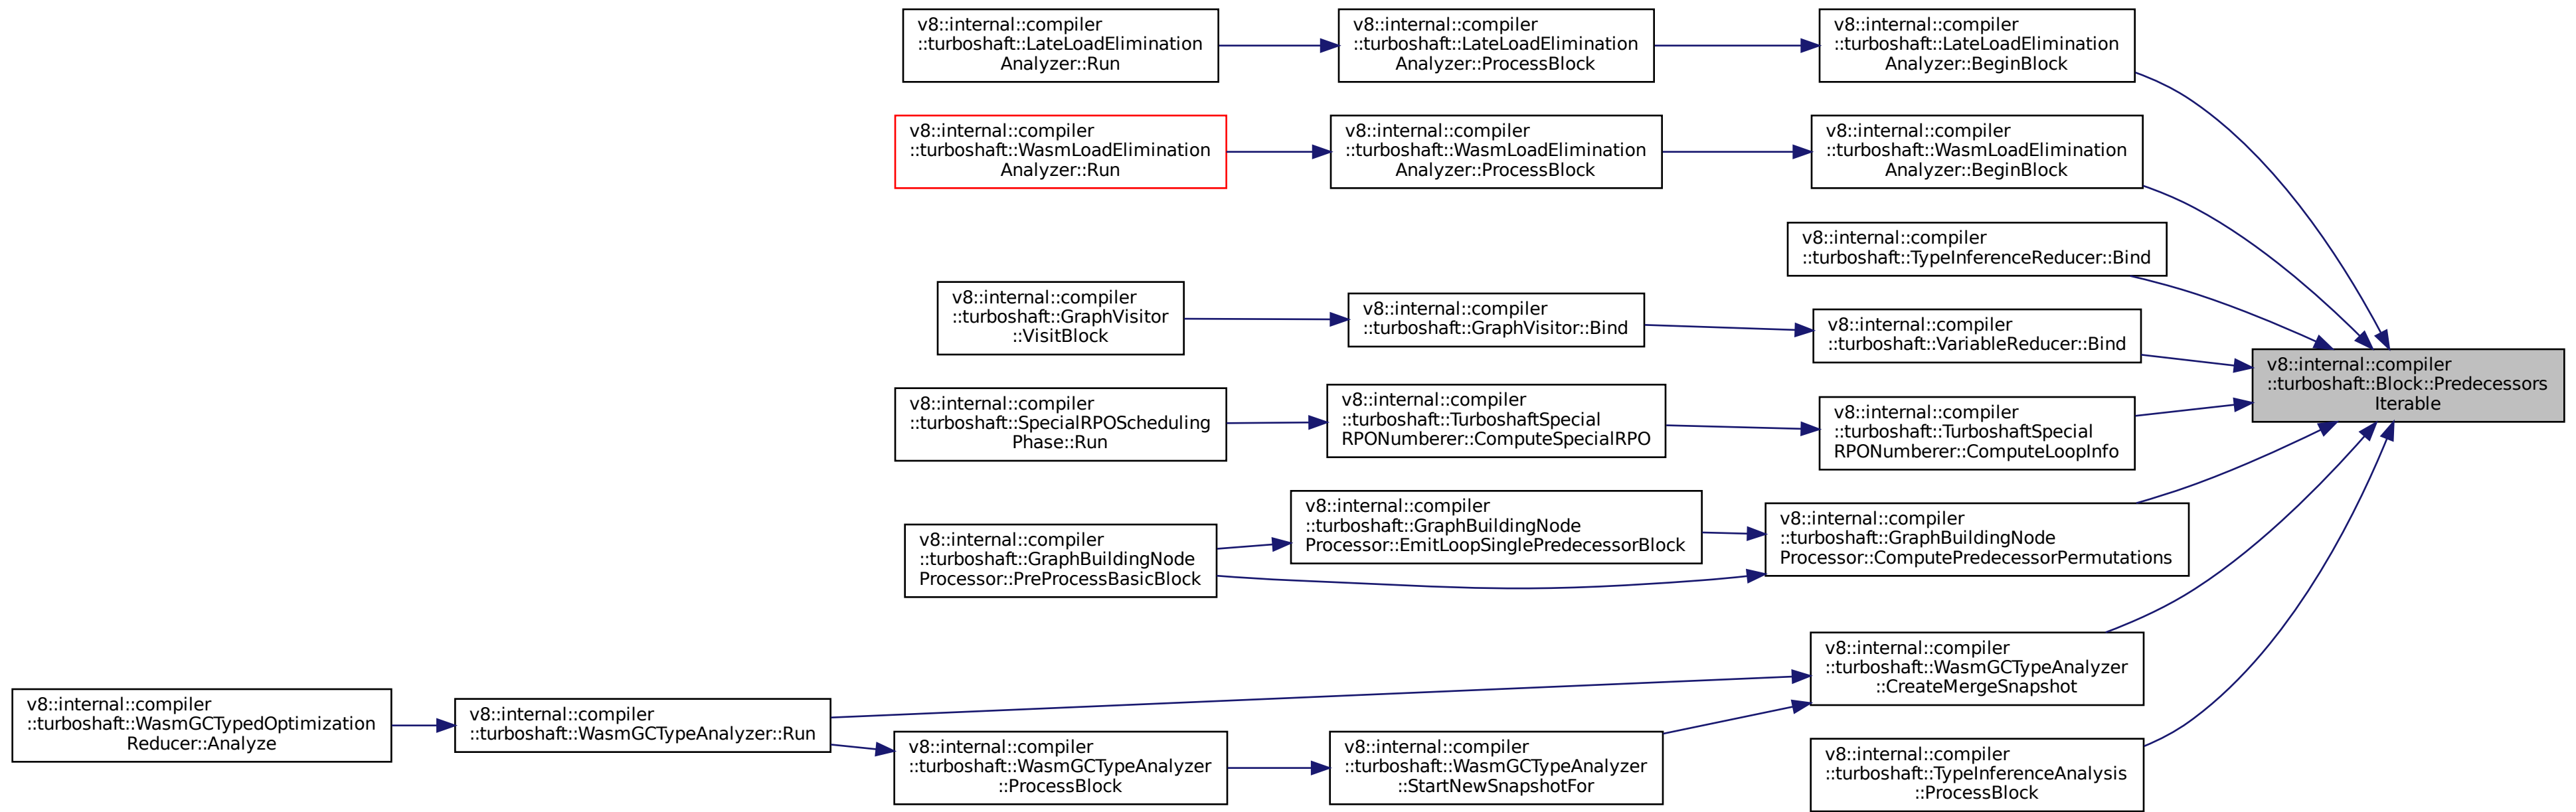 v8::internal::compiler
::turboshaft::LateLoadElimination
Analyzer::Run
v8::internal::compiler
::turboshaft::LateLoadElimination
Analyzer::ProcessBlock
v8::internal::compiler
::turboshaft::LateLoadElimination
Analyzer::BeginBlock
v8::internal::compiler
::turboshaft::WasmLoadElimination
Analyzer::Run
v8::internal::compiler
::turboshaft::WasmLoadElimination
Analyzer::ProcessBlock
v8::internal::compiler
::turboshaft::WasmLoadElimination
Analyzer::BeginBlock
v8::internal::compiler
::turboshaft::TypeInferenceReducer::Bind
v8::internal::compiler
::turboshaft::GraphVisitor
::VisitBlock
v8::internal::compiler
::turboshaft::GraphVisitor::Bind
v8::internal::compiler
::turboshaft::VariableReducer::Bind
v8::internal::compiler
::turboshaft::Block::Predecessors
Iterable
v8::internal::compiler
::turboshaft::SpecialRPOScheduling
Phase::Run
v8::internal::compiler
::turboshaft::TurboshaftSpecial
RPONumberer::ComputeSpecialRPO
v8::internal::compiler
::turboshaft::TurboshaftSpecial
RPONumberer::ComputeLoopInfo
v8::internal::compiler
::turboshaft::GraphBuildingNode
Processor::PreProcessBasicBlock
v8::internal::compiler
::turboshaft::GraphBuildingNode
Processor::EmitLoopSinglePredecessorBlock
v8::internal::compiler
::turboshaft::GraphBuildingNode
Processor::ComputePredecessorPermutations
v8::internal::compiler
::turboshaft::WasmGCTypeAnalyzer
::CreateMergeSnapshot
v8::internal::compiler
::turboshaft::WasmGCTypedOptimization
Reducer::Analyze
v8::internal::compiler
::turboshaft::WasmGCTypeAnalyzer::Run
v8::internal::compiler
::turboshaft::WasmGCTypeAnalyzer
::ProcessBlock
v8::internal::compiler
::turboshaft::WasmGCTypeAnalyzer
::StartNewSnapshotFor
v8::internal::compiler
::turboshaft::TypeInferenceAnalysis
::ProcessBlock